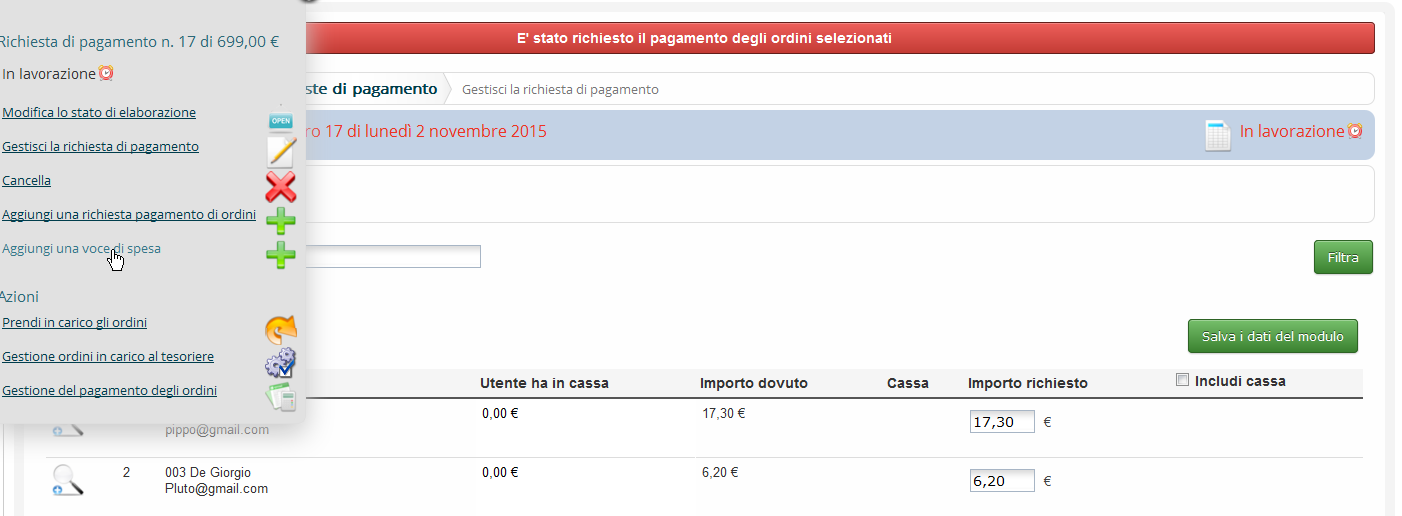 E' stato richiesto il pagamento degli ordini selezionati
Richiesta di pagamento n. 17 di 699,00 €
In lavorazione
Modifica lo stato di elaborazione
OPEN
Gestisci la richiesta di pagamento
Cancella
Aggiungi una richiesta pagamento di ordini
Aggiungi una voce di spesa
Azioni
Prendi in carico gli ordini
Gestione ordini in carico al tesoriere
Gestione del pagamento degli ordini
ste di pagamento Gestisci la richiesta di pagamento
ro 17 di lunedì 2 novembre 2015 In lavorazione
Filtra
Salva i dati del modulo
Utente ha in cassa Importo dovuto Cassa Importo richiesto Includi cassa
0,00 € 17,30 € 17,30 €
pippo@gmail.com
2 003 De Giorgio 0,00 € 6,20 € 6,20 €
Pluto@gmail.com